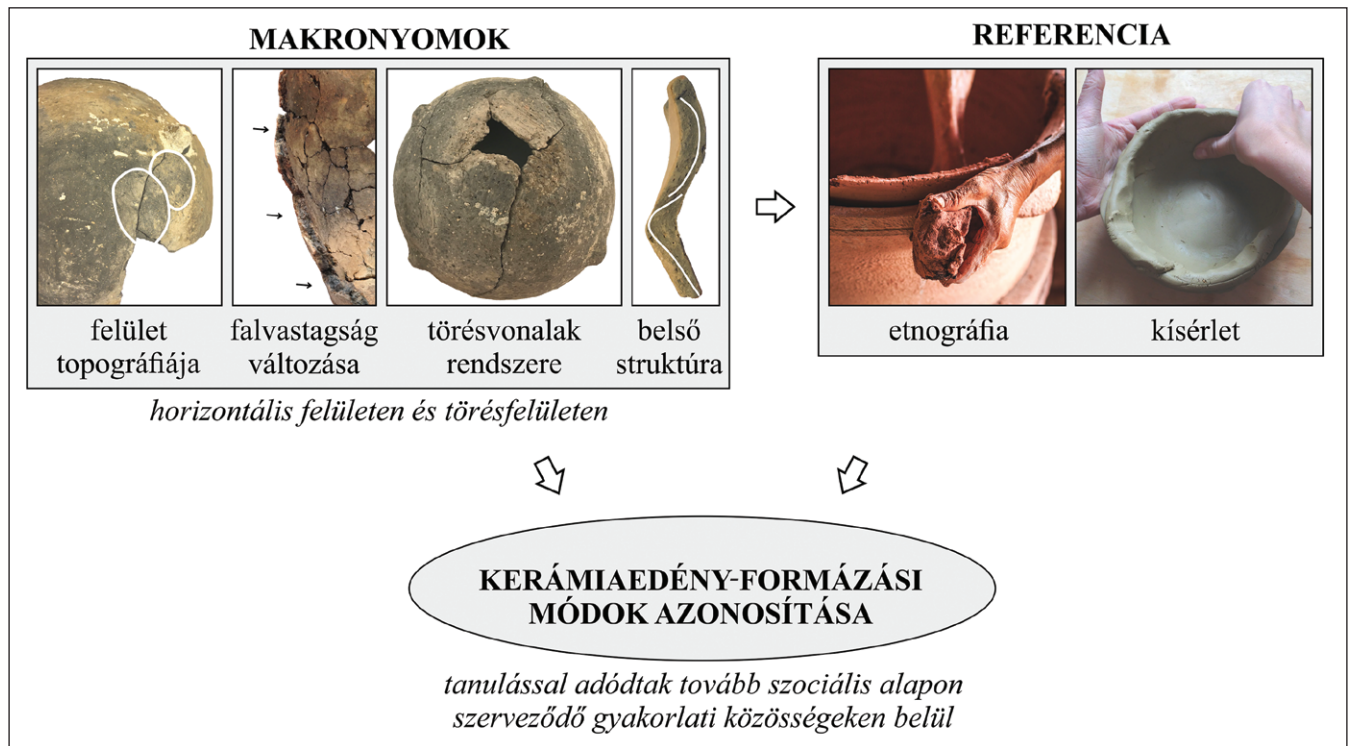 MAKRONYOMOK
felület
topográfiája
falvastagság
változása
törésvonalak
rendszere
belső
struktúra
horizontális felületen és törésfelületen
REFERENCIA
etnográfia
kísérlet
KERÁMIAEDÉNY-FORMÁZÁSI
MÓDOK AZONOSÍTÁSA
tanulással adódtak tovább szociális alapon
szerveződő gyakorlati közösségeken belül